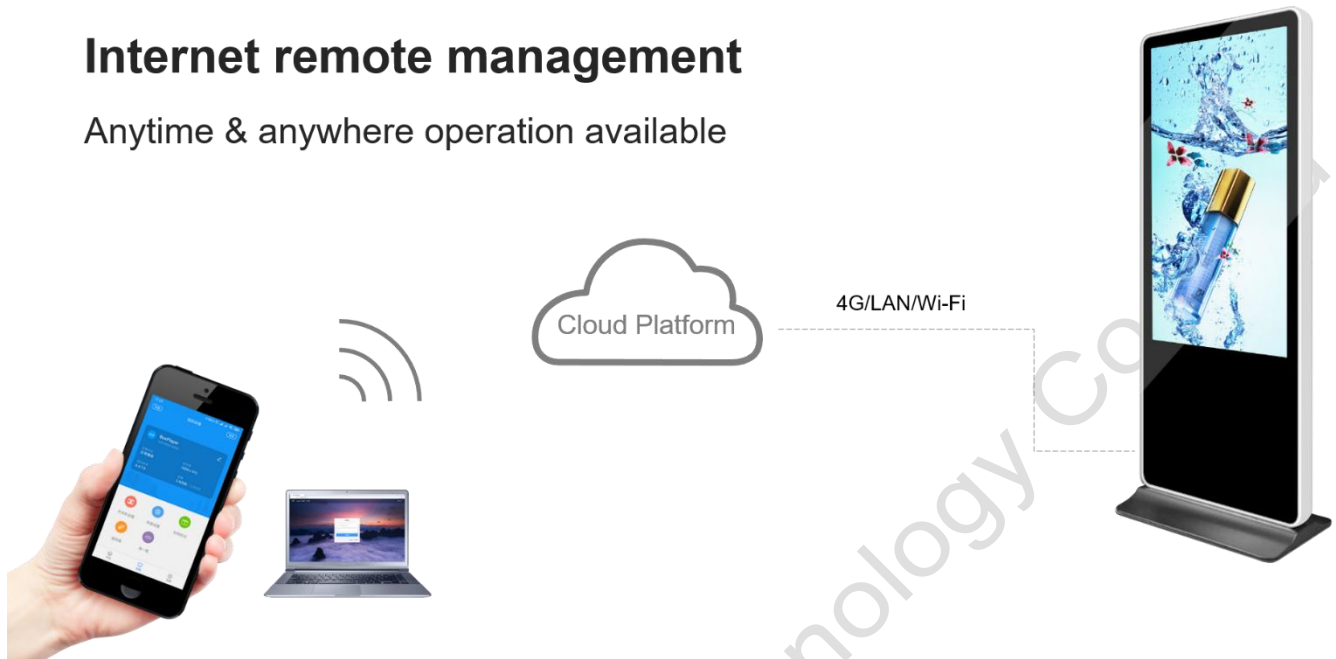 Internet remote management
Anytime & anywhere operation available
4G/LAN/Wi-Fi
Cloud Platform